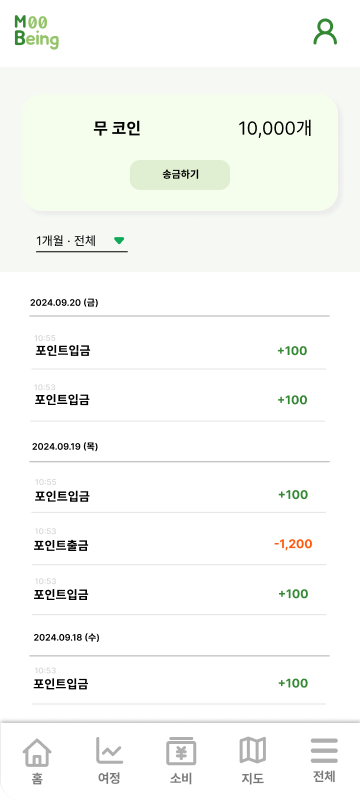 M00
Being
무 코인
10,000개
송금하기
1개월 · 전체
2024.09.20 (금)
10:55
포인트입금
+100
10:53
포인트입금
+100
2024.09.19 (목)
10:55
포인트입금
+100
10:53
포인트출금
-1,200
10:53
포인트입금
+100
2024.09.18 (수)
10:53
포인트입금
+100
홈
여정
소비
지도
전체